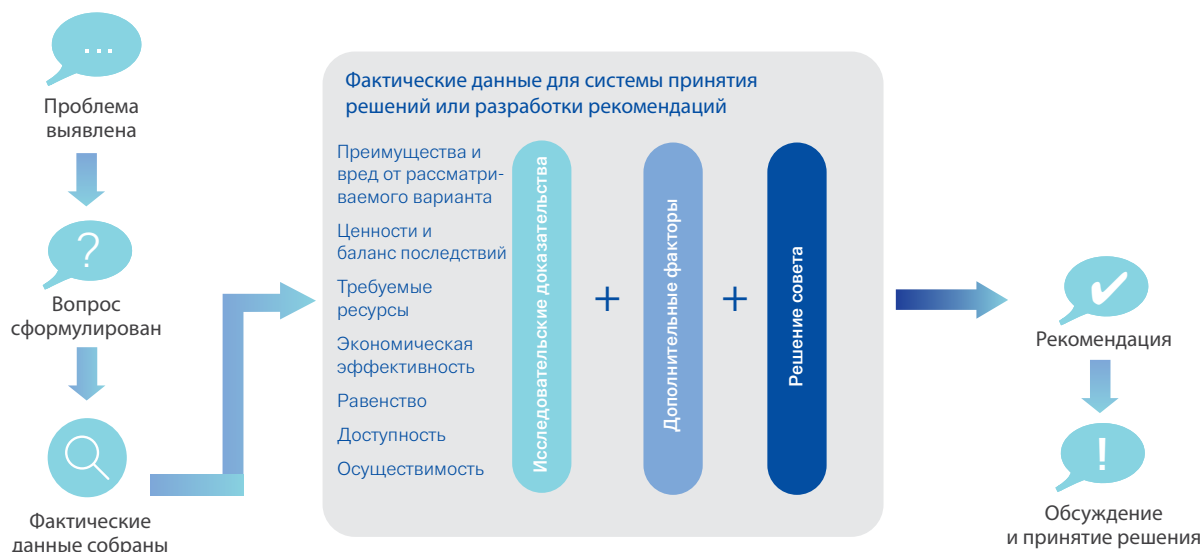 ...
Проблема
выявлена
?
Вопрос
сформулирован
Фактические
данные собраны
Фактические данные для системы принятия
решений или разработки рекомендаций
Преимущества и
вред от рассматри-
ваемого варианта
Ценности и
баланс последствий
Требуемые
ресурсы
Экономическая
эффективность
Равенство
Доступность
Осуществимость
Исследовательские доказательства
+
Дополнительные факторы
+
Решение совета
Рекомендация
!
Обсуждение
и принятие решения